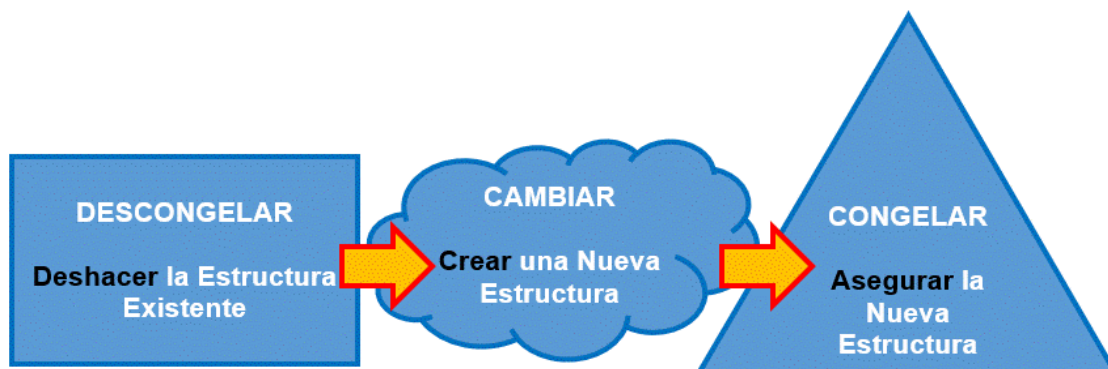 DESCONGELAR
Deshacer la Estructura
Existente
CAMBIAR
Crear una Nueva
Estructura
CONGELAR
Asegurar la
Nueva
Estructura